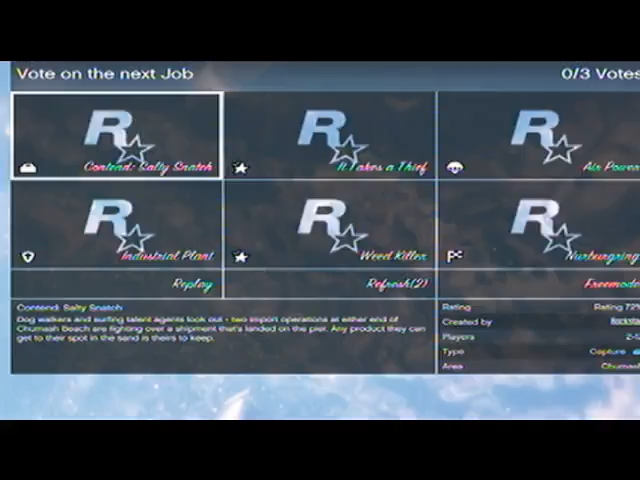 Vote on the next Job
0/3 Votes
Contend: Salty Snatch
It Takes a Thief
Air Power
Industrial Plant
Weed Killer
Nurburgring
Replay
Refresh(2)
Freemode
Contend: Salty Snatch
Dog walkers and surfing talent agents look out - two import operations at either end of
Chumash Beach are fighting over a shipment that's landed on the pier. Any product they can
get to their spot in the sand is theirs to keep.
Rating
Rating 72%
Created by
Rockstar
Players
Type
Capture
Area
Chumash